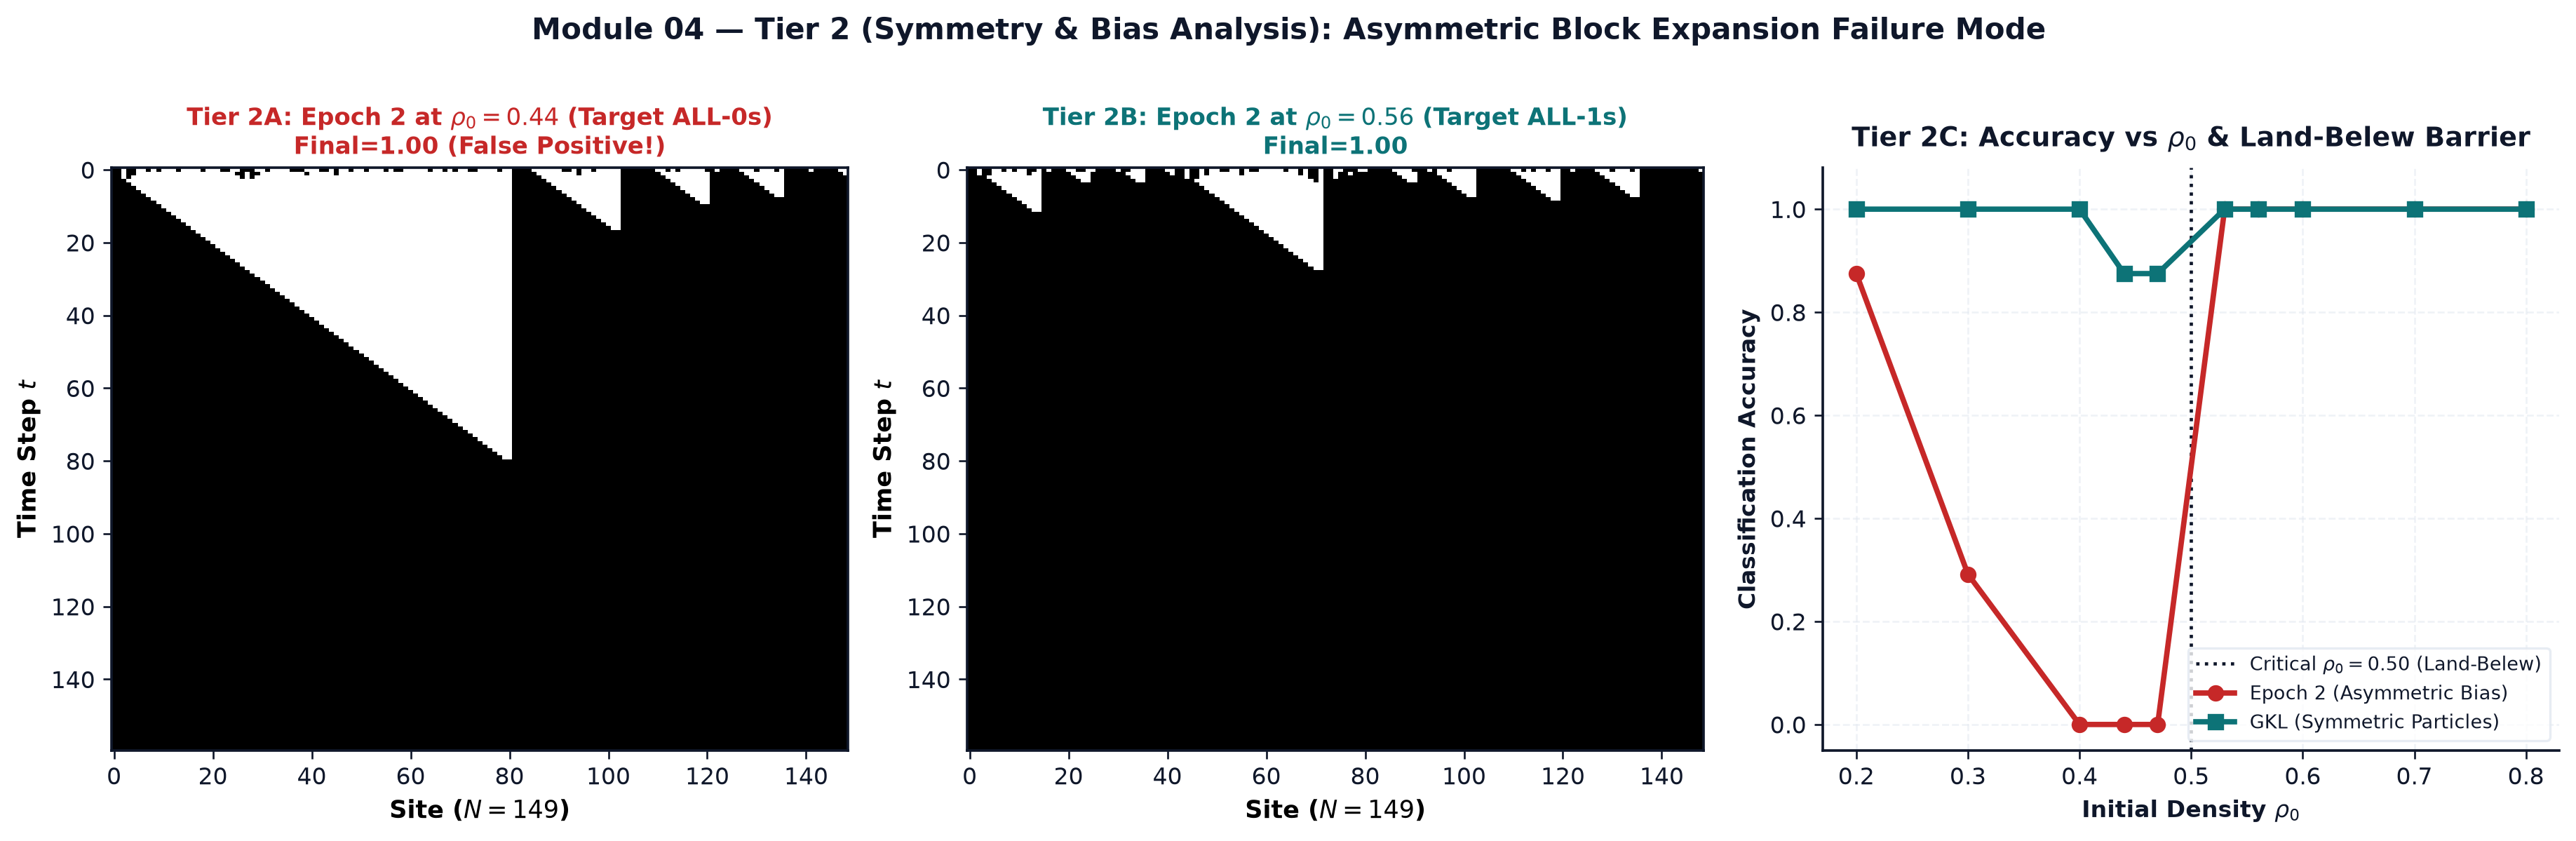 Module 04 — Tier 2 (Symmetry & Bias Analysis): Asymmetric Block Expansion Failure Mode
Tier 2A: Epoch 2 at ρ₀ = 0.44 (Target ALL-0s)
Final=1.00 (False Positive!)
0
20
40
60
80
100
120
140
Time Step t
0 20 40 60 80 100 120 140
Site (N = 149)
Tier 2B: Epoch 2 at ρ₀ = 0.56 (Target ALL-1s)
Final=1.00
0
20
40
60
80
100
120
140
Time Step t
0 20 40 60 80 100 120 140
Site (N = 149)
Tier 2C: Accuracy vs ρ₀ & Land-Belew Barrier
1.0
0.8
0.6
0.4
0.2
0.0
Classification Accuracy
Critical ρ₀ = 0.50 (Land-Belew)
Epoch 2 (Asymmetric Bias)
GKL (Symmetric Particles)
0.2 0.3 0.4 0.5 0.6 0.7 0.8
Initial Density ρ₀